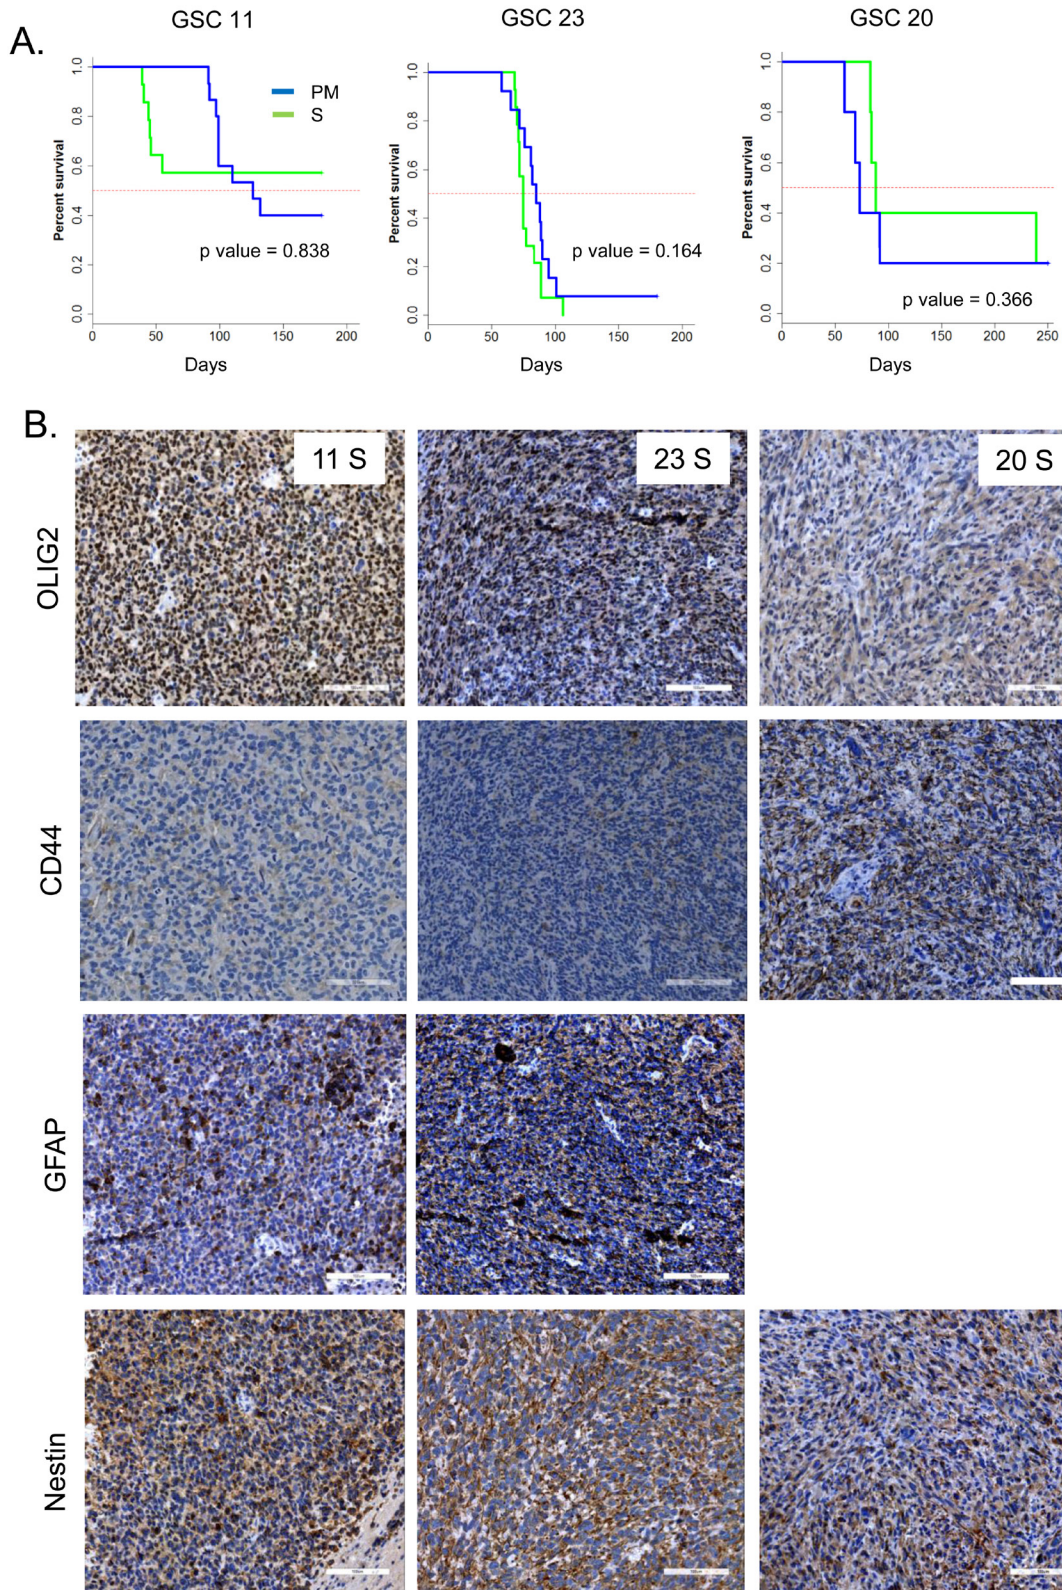 GSC 11
GSC 23
GSC 20
A.
Percent survival
1.0
0.8
0.6
0.4
0.2
0.0
PM
S
p value = 0.838
0
50
100
150
200
Days
Percent survival
1.0
0.8
0.6
0.4
0.2
0.0
p value = 0.164
0
50
100
150
200
Days
Percent survival
1.0
0.8
0.6
0.4
0.2
0.0
p value = 0.366
0
50
100
150
200
250
Days
B.
11 S
23 S
20 S
OLIG2
CD44
GFAP
Nestin